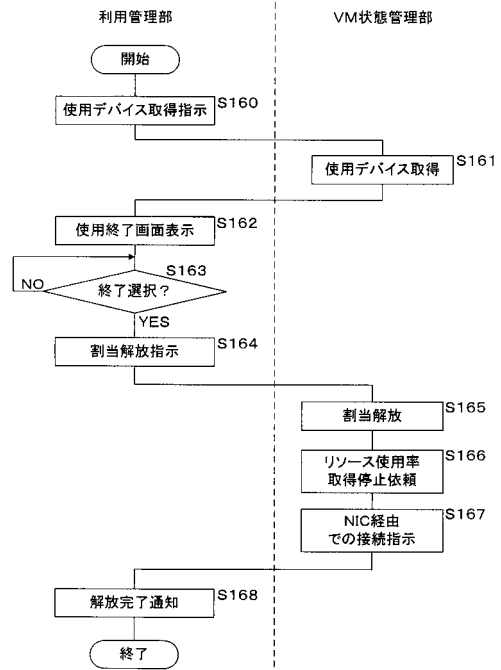 利用管理部
VM状態管理部
開始
使用デバイス取得指示
S160
使用デバイス取得
S161
使用終了画面表示
S162
S163
終了選択？
NO
YES
割当解放指示
S164
割当解放
S165
リソース使用率
取得停止依頼
S166
NIC経由
での接続指示
S167
解放完了通知
S168
終了